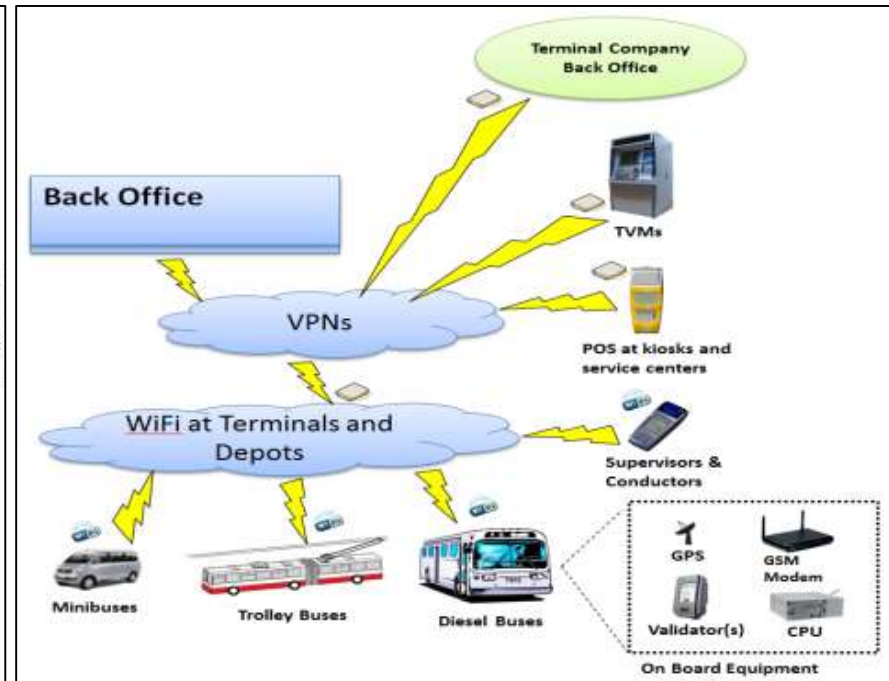 Terminal Company
Back Office
Back Office
TVMs
VPNs
POS at kiosks and
service centers
WiFi at Terminals and
Depots
Supervisors &
Conductors
GPS
GSM
Modem
Minibuses
Trolley Buses
Diesel Buses
Validator(s)
CPU
On Board Equipment